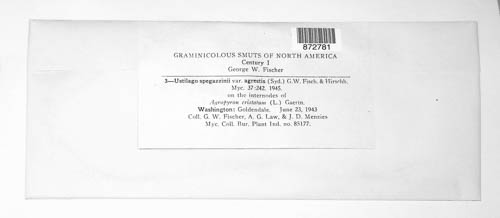 872781
GRAMINICOLOUS SMUTS OF NORTH AMERICA
Century I
George W. Fischer
3—Ustilago spegazzinii var. agrestis (Syd.) G.W. Fisch. & Hirschh.
Myc. 37:242. 1945.
on the internodes of
Agropyron cristatum (L.) Gaertn.
Washington: Goldendale. June 23, 1943
Coll. G. W. Fischer, A. G. Law, & J. D. Menzies
Myc. Coll. Bur. Plant Ind. no. 85177.